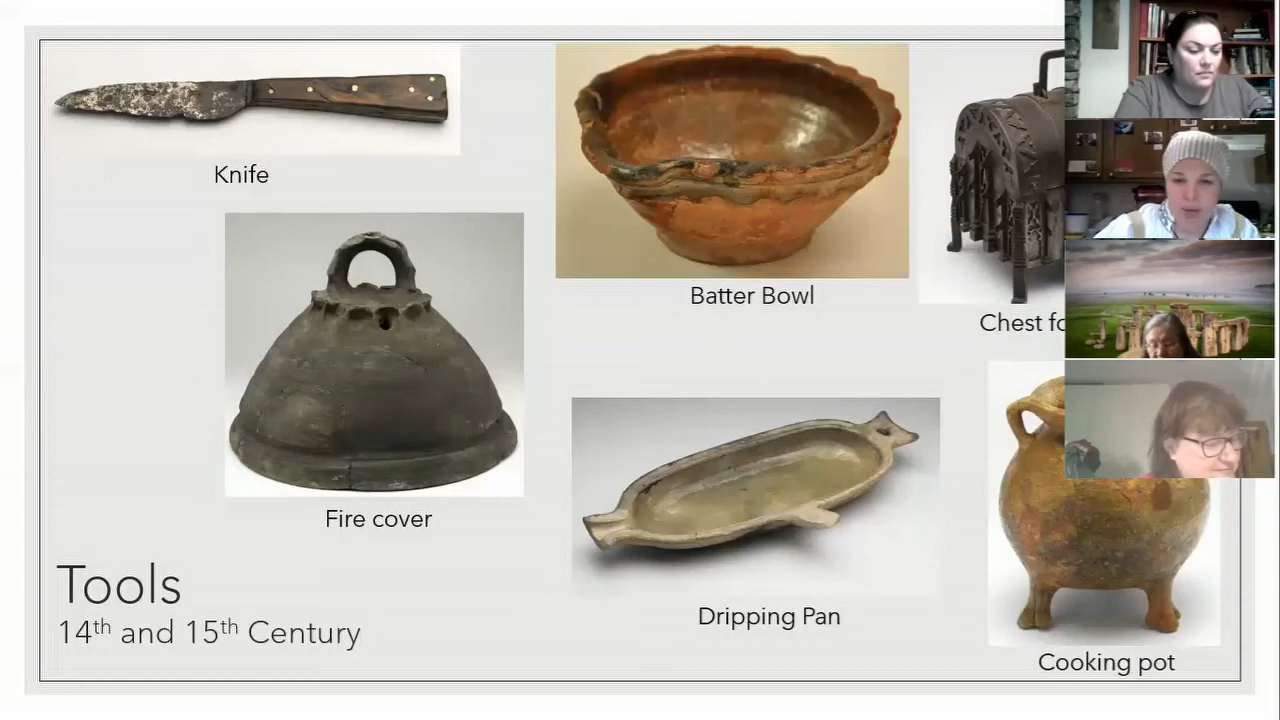 Knife
Batter Bowl
Chest fo
Fire cover
Dripping Pan
Cooking pot
Tools
14th and 15th Century